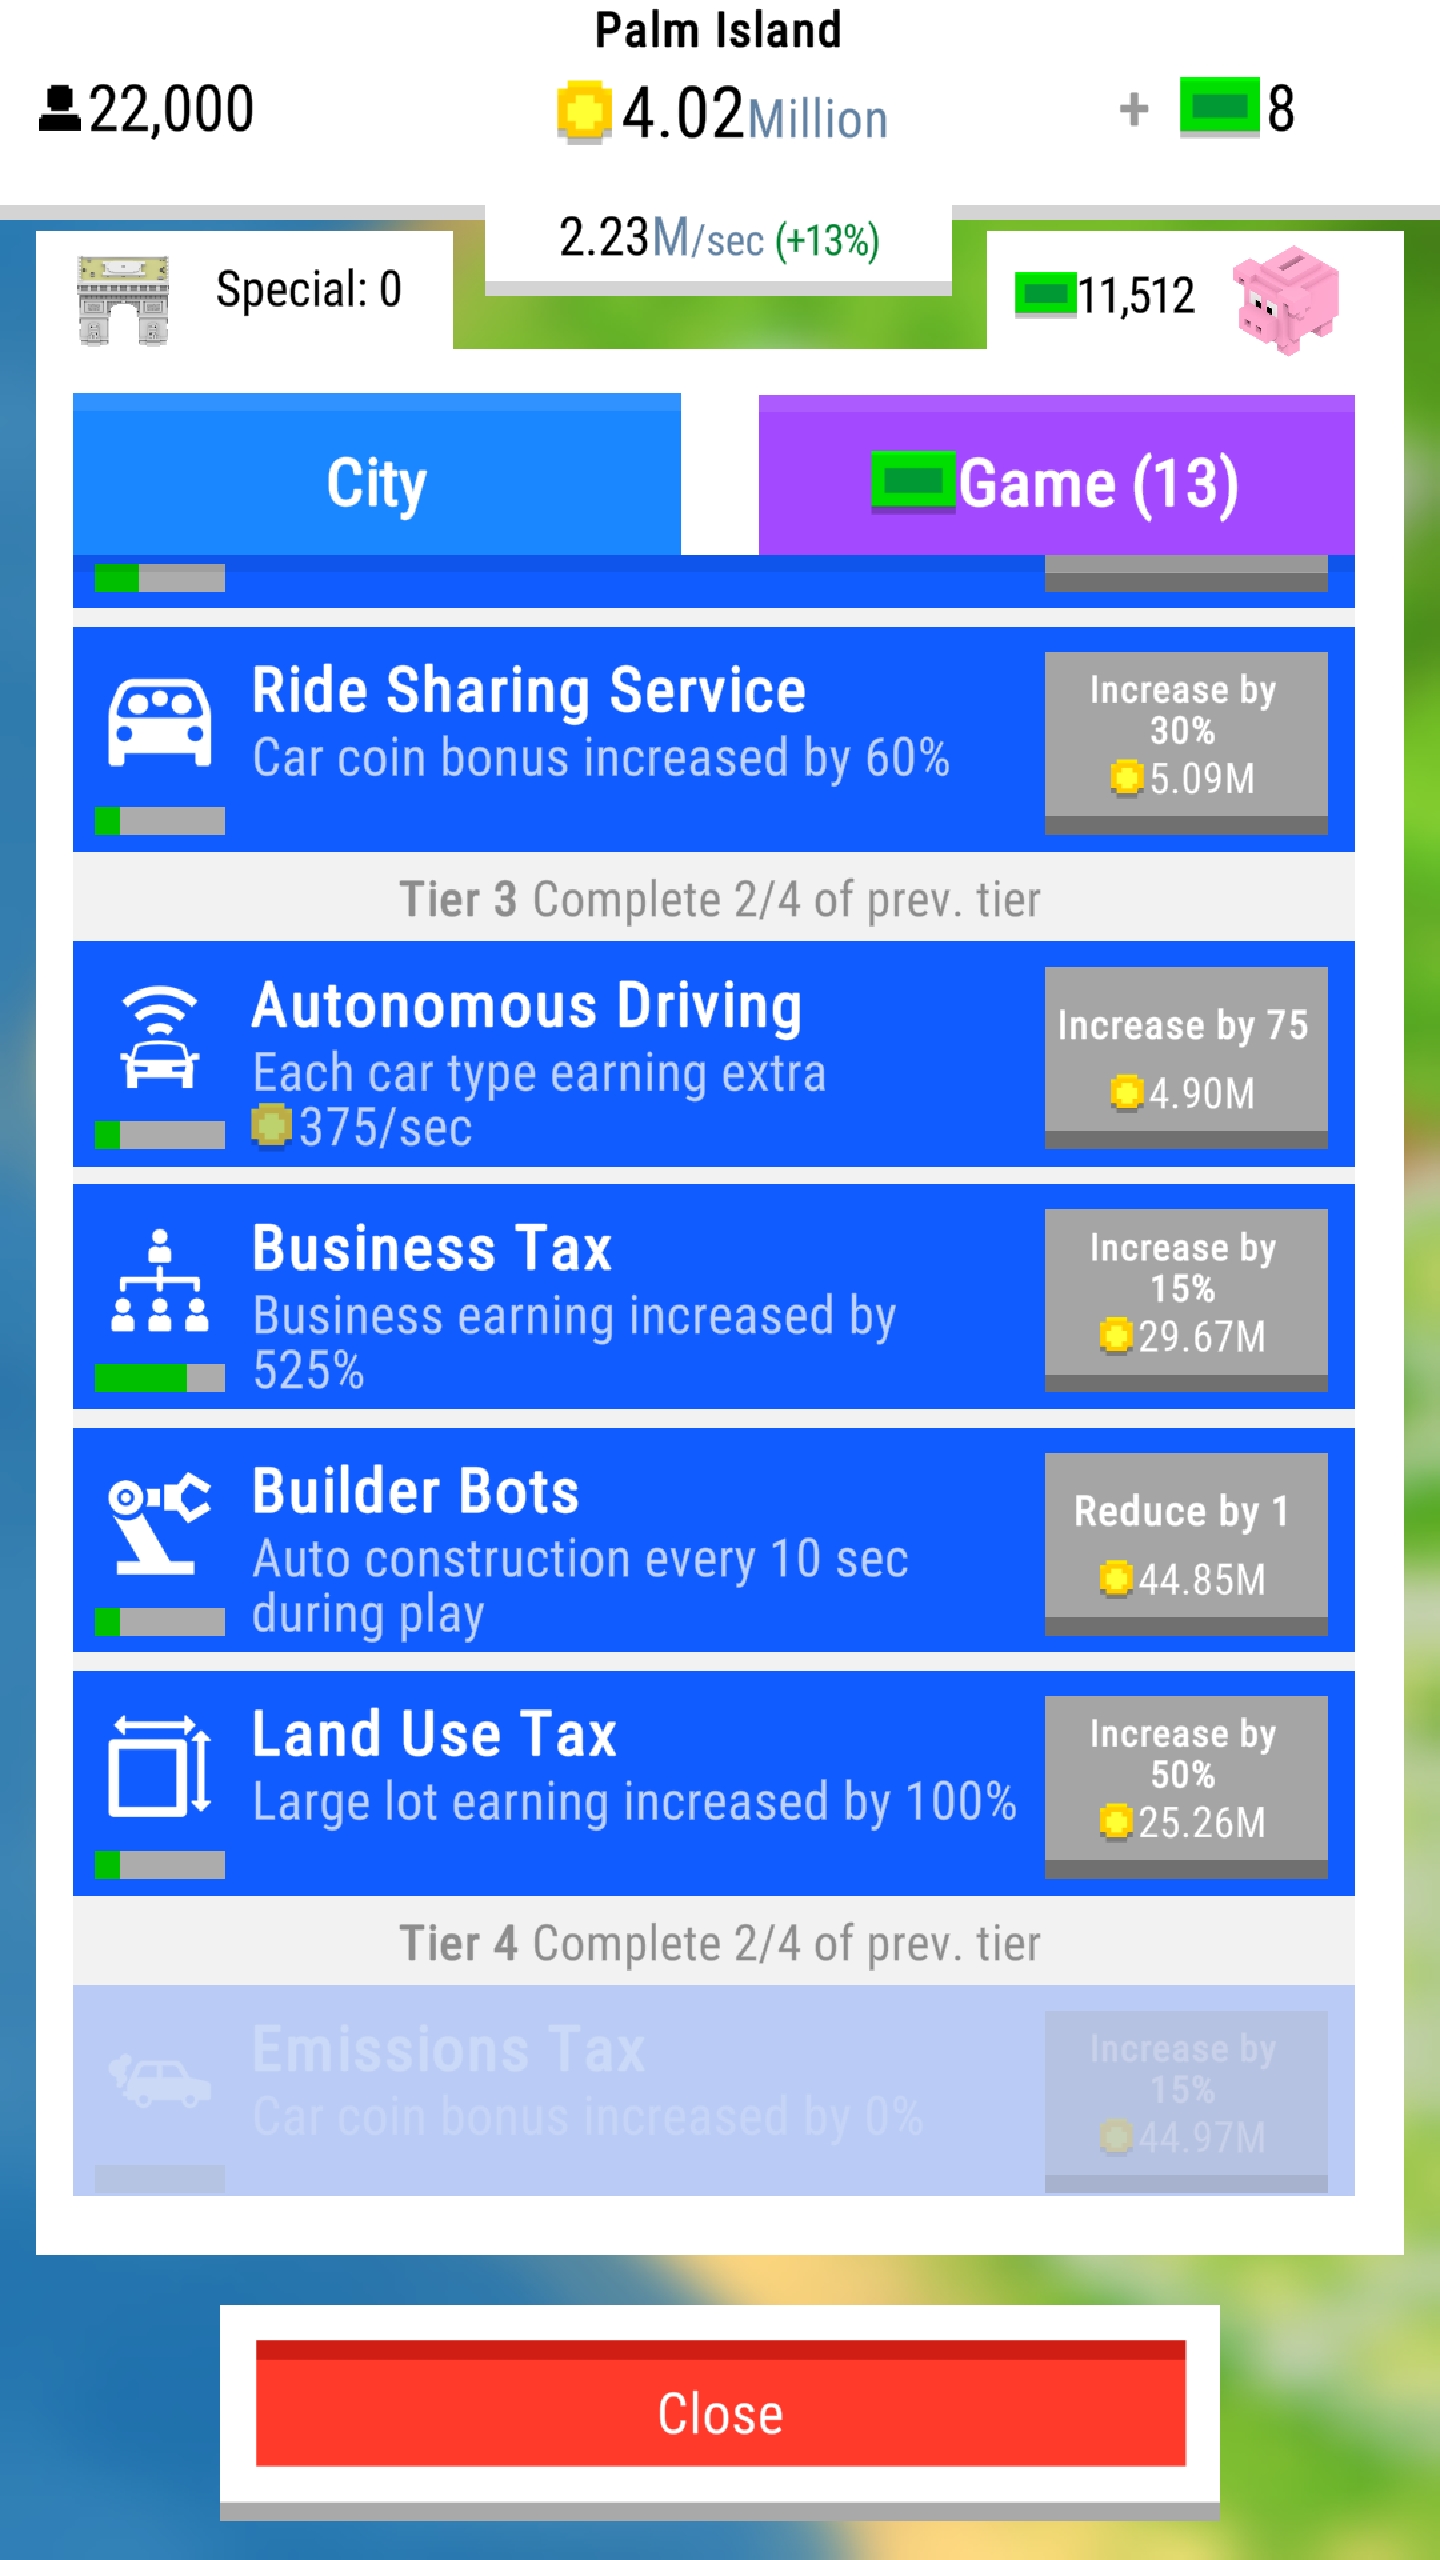 Palm Island
22,000
4.02Million
+ 8
2.23M/sec (+13%)
Special: 0
11,512
City
Game (13)
Ride Sharing Service
Car coin bonus increased by 60%
Increase by
30%
5.09M
Tier 3 Complete 2/4 of prev. tier
Autonomous Driving
Each car type earning extra
375/sec
Increase by 75
4.90M
Business Tax
Business earning increased by
525%
Increase by
15%
29.67M
Builder Bots
Auto construction every 10 sec
during play
Reduce by 1
44.85M
Land Use Tax
Large lot earning increased by 100%
Increase by
50%
25.26M
Tier 4 Complete 2/4 of prev. tier
Emissions Tax
Car coin bonus increased by 0%
Increase by
15%
44.97M
Close